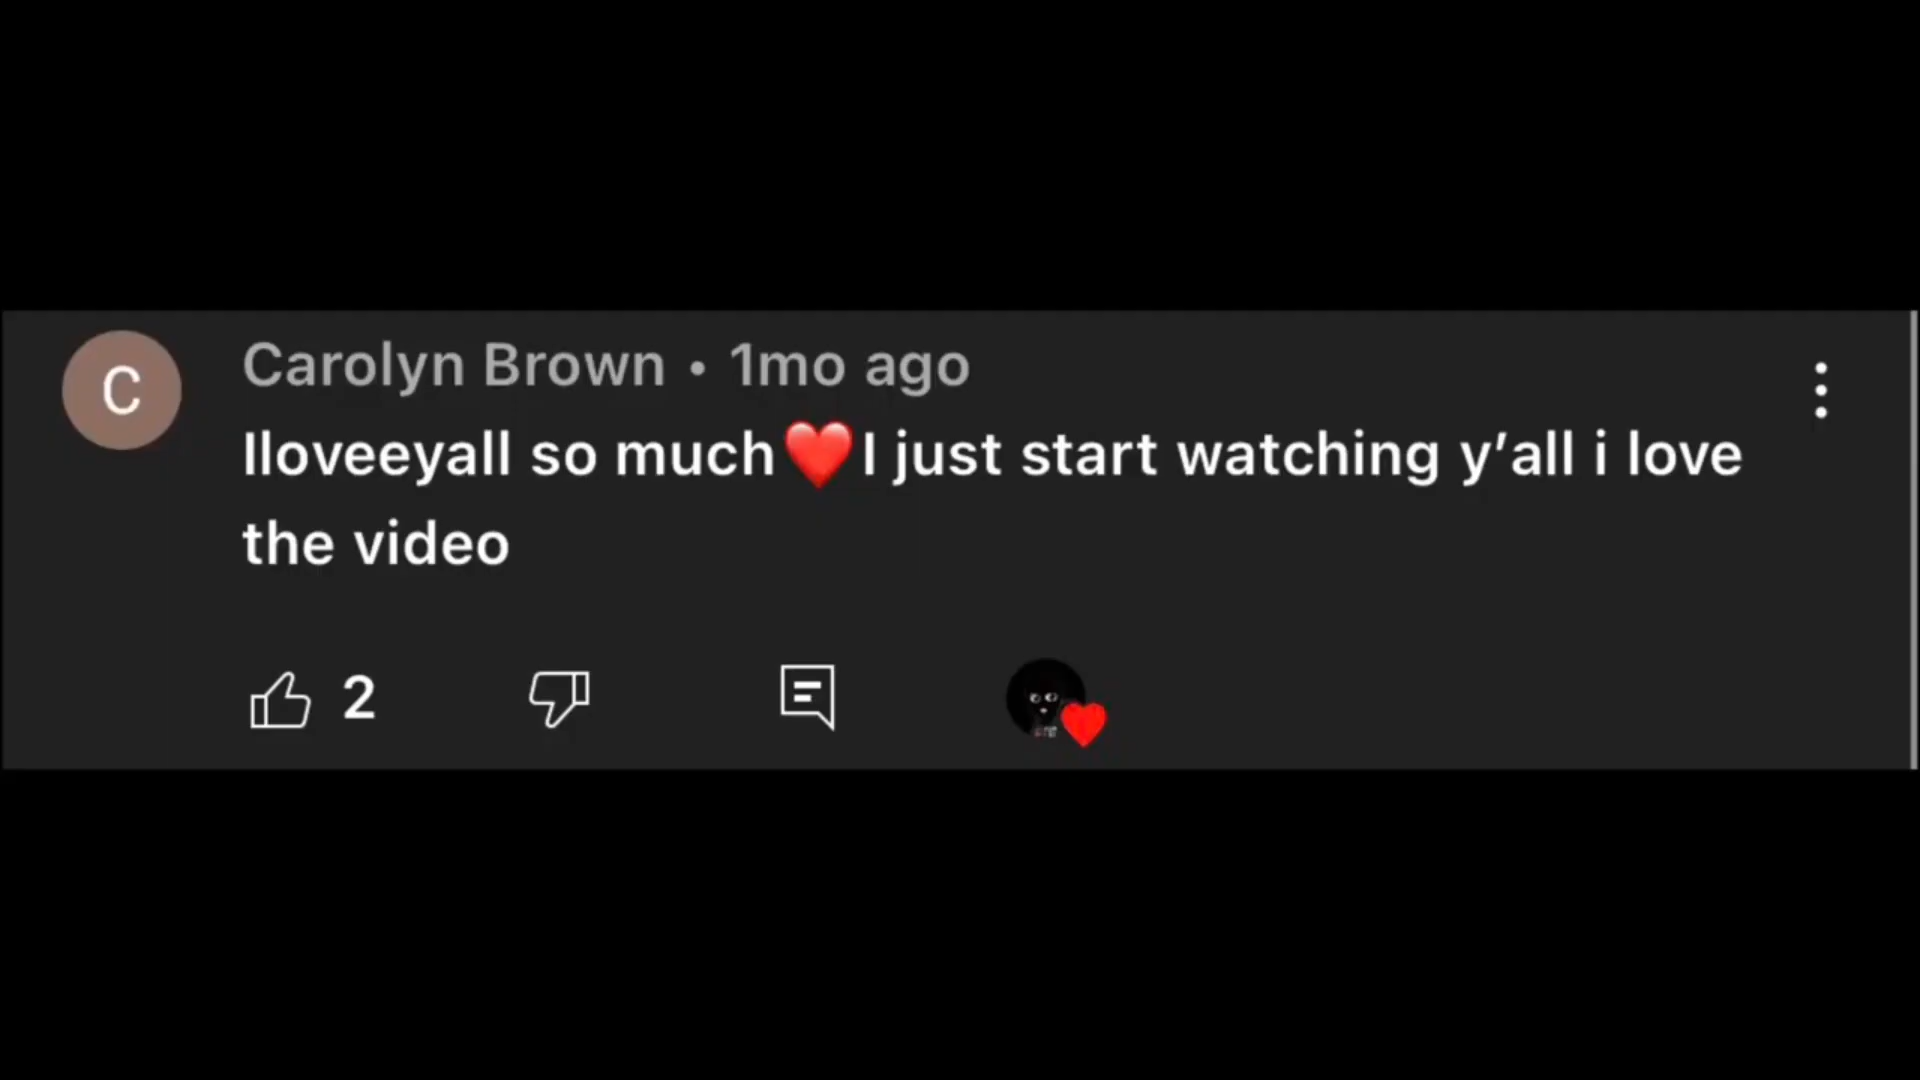 C
Carolyn Brown • 1mo ago
Iloveeyall so much❤️I just start watching y’all i love
the video
2